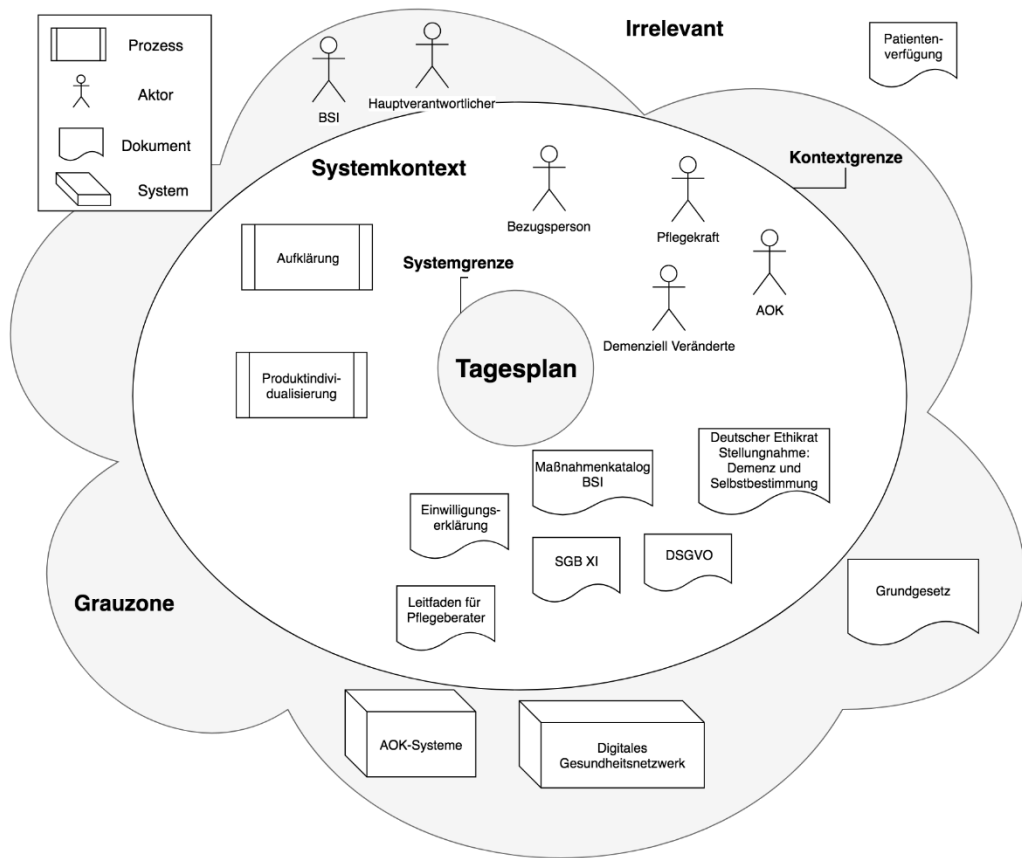 Prozess
Aktor
Dokument
System
Irrelevant
Patienten-
verfügung
BSI
Hauptverantwortlicher
Systemkontext
Kontextgrenze
Bezugsperson
Pflegekraft
AOK
Aufklärung
Systemgrenze
Demenziell Veränderte
Tagesplan
Produktindivi-
dualisierung
Maßnahmenkatalog
BSI
Deutscher Ethikrat
Stellungnahme:
Demenz und
Selbstbestimmung
Einwilligungs-
erklärung
SGB XI
DSGVO
Leitfaden für
Pflegeberater
Grauzone
Grundgesetz
AOK-Systeme
Digitales
Gesundheitsnetzwerk